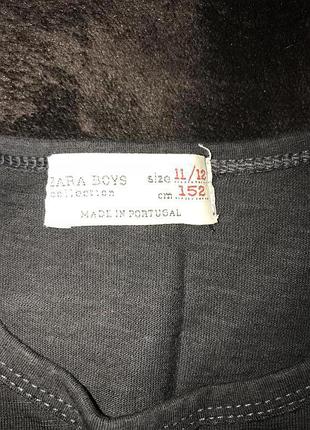 ZARA BOYS size 11/12
collection cm 152
MADE IN PORTUGAL